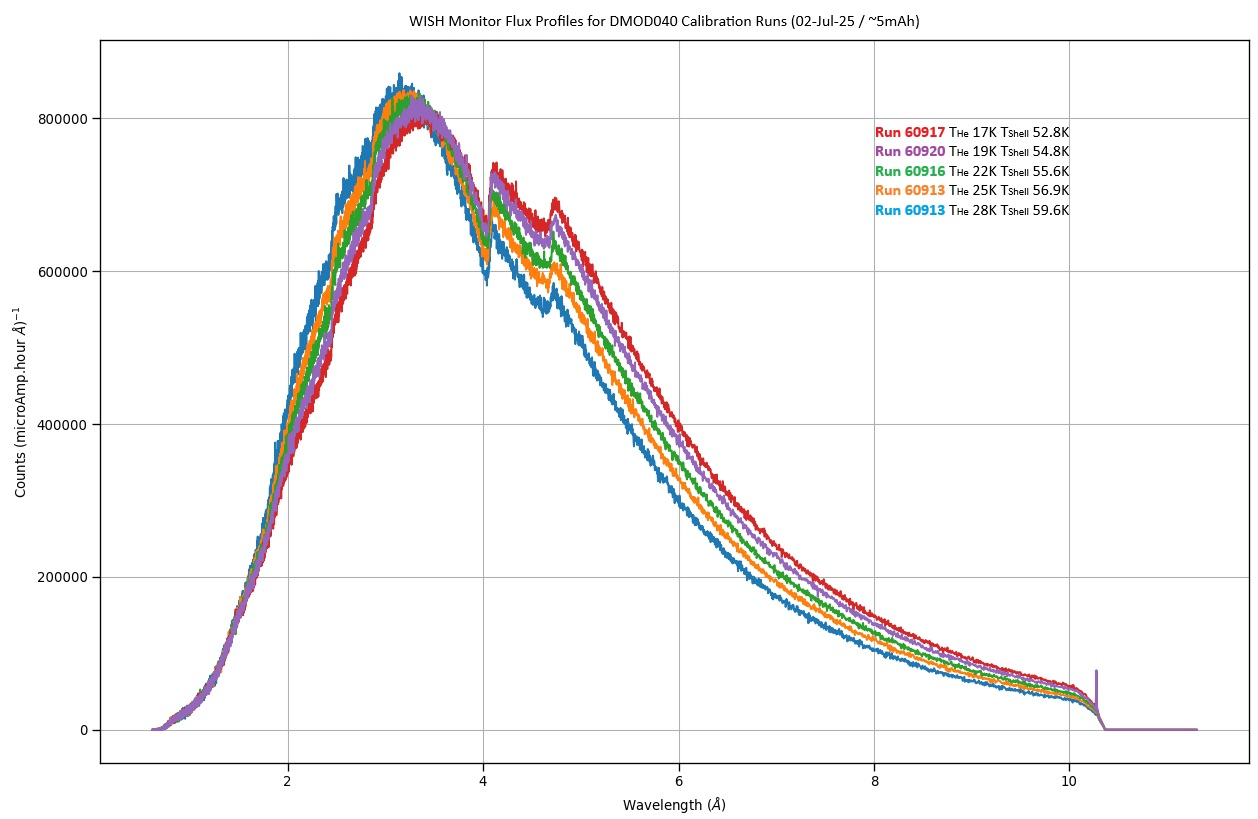 WISH Monitor Flux Profiles for DMOD040 Calibration Runs (02-Jul-25 / ~5mAh)
800000
600000
400000
200000
0
Counts (microAmp.hour Å)⁻¹
Run 60917 THe 17K TShell 52.8K
Run 60920 THe 19K TShell 54.8K
Run 60916 THe 22K TShell 55.6K
Run 60913 THe 25K TShell 56.9K
Run 60913 THe 28K TShell 59.6K
2 4 6 8 10
Wavelength (Å)